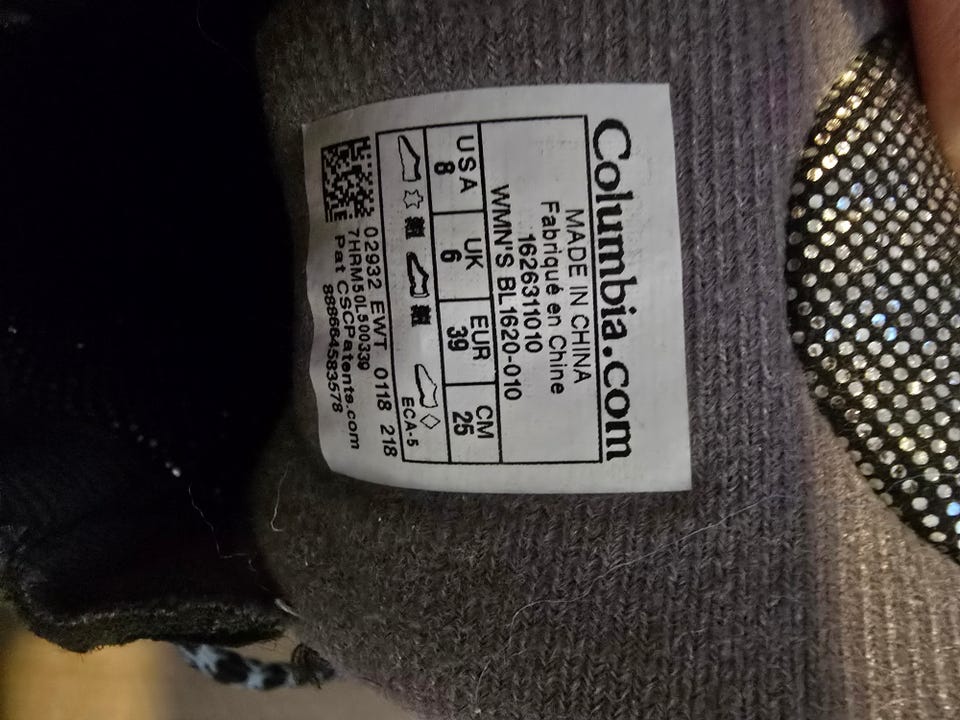 Columbia.com
MADE IN CHINA
Fabriqué en Chine
1626311010
WMN'S BL1620-010
USA UK EUR CM
8 6 39 25
ECA-5
02932 EWT 0118 218
7HRM50L500339
Pat CSCPatents.com
888664583578